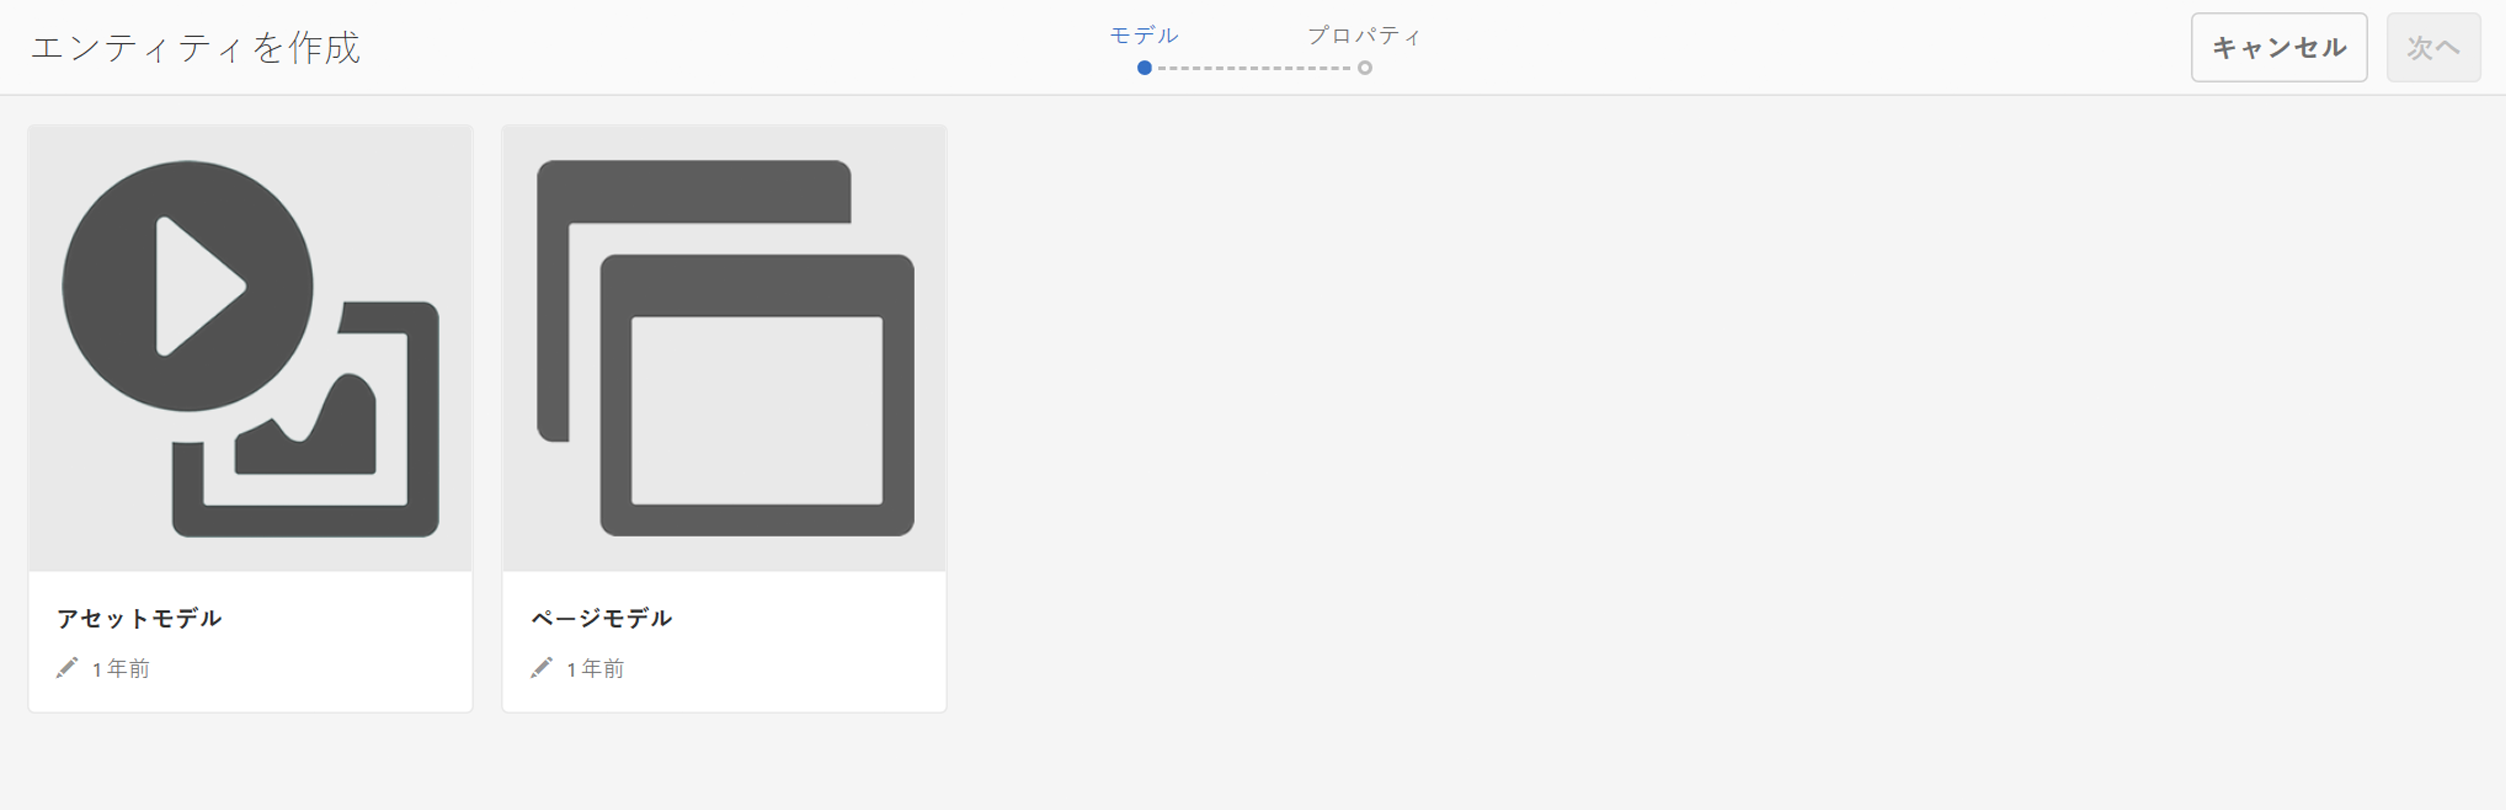 エンティティを作成
モデル
プロパティ
キャンセル
次へ
アセットモデル
1 年前
ページモデル
1 年前